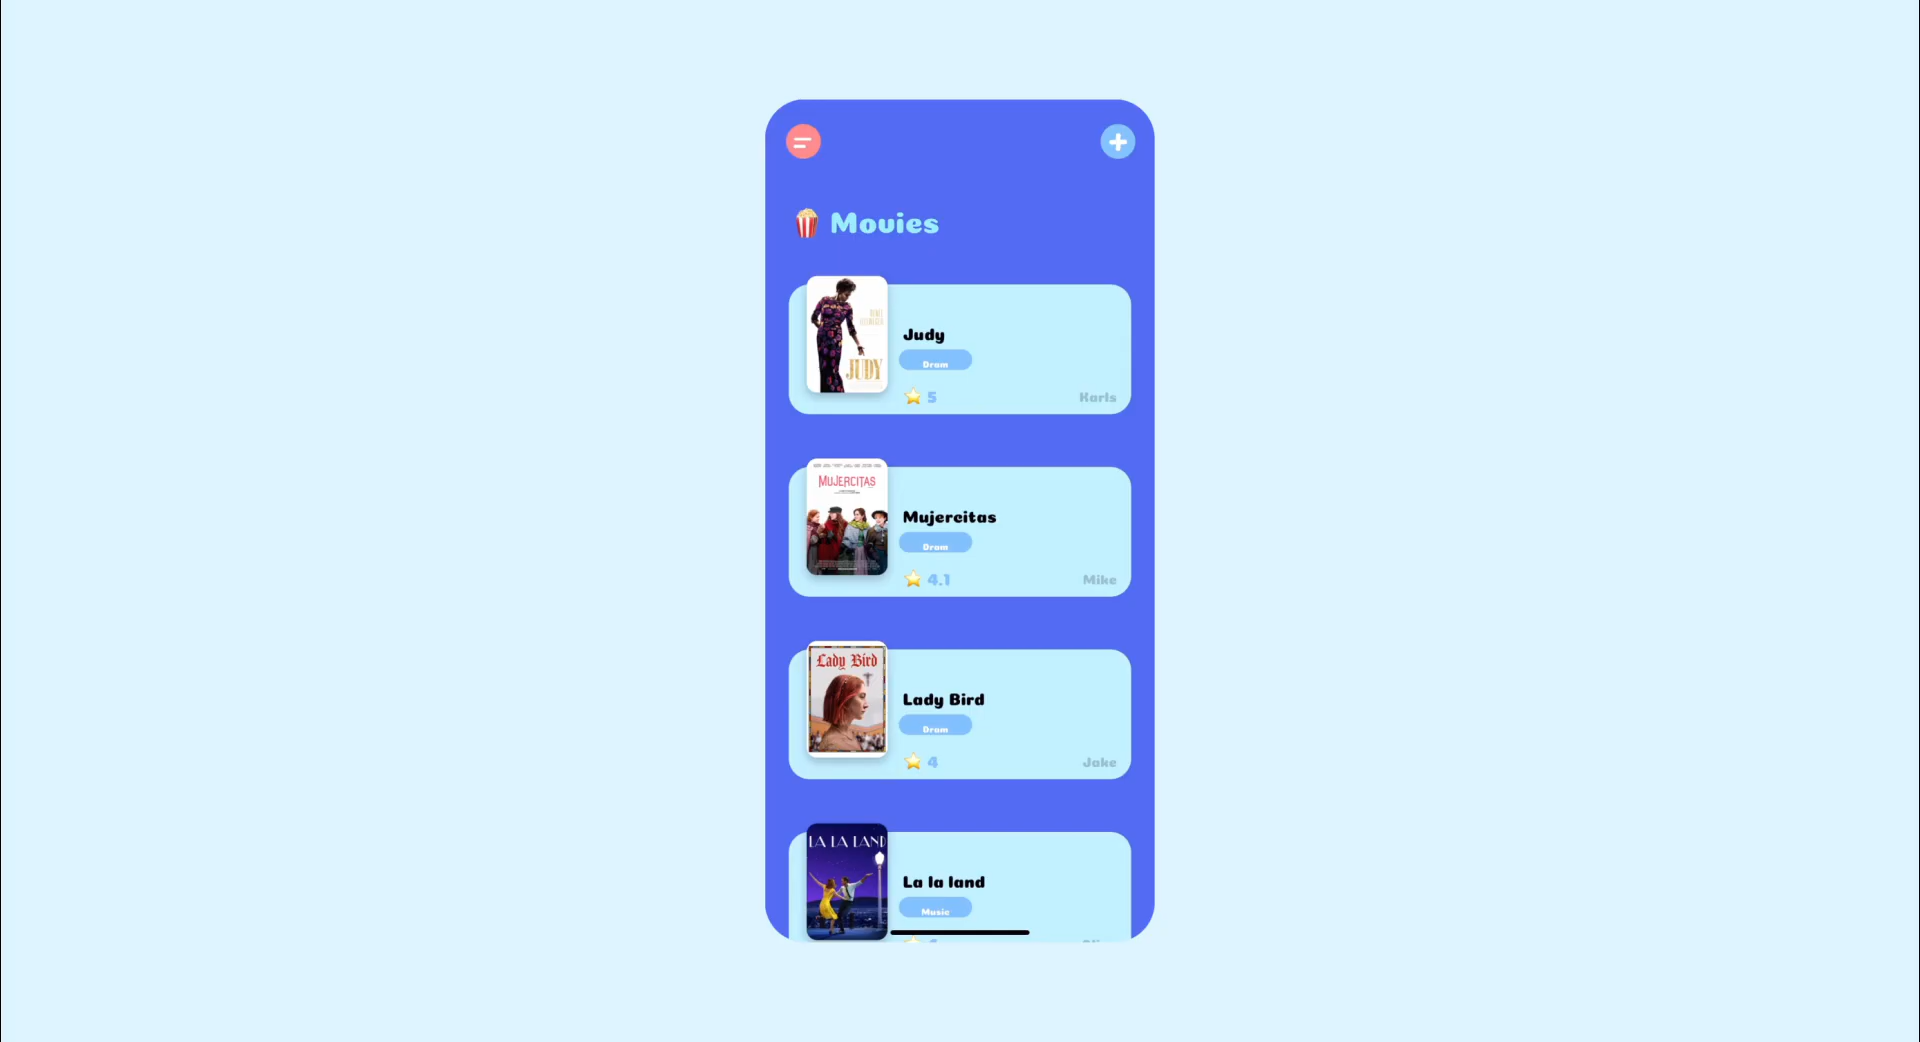 Movies
JUDY
Judy
Dram
5
Karls
MUJERCITAS
Mujercitas
Dram
4.1
Mike
Lady Bird
Lady Bird
Dram
4
Jake
LA LA LAND
La la land
Music